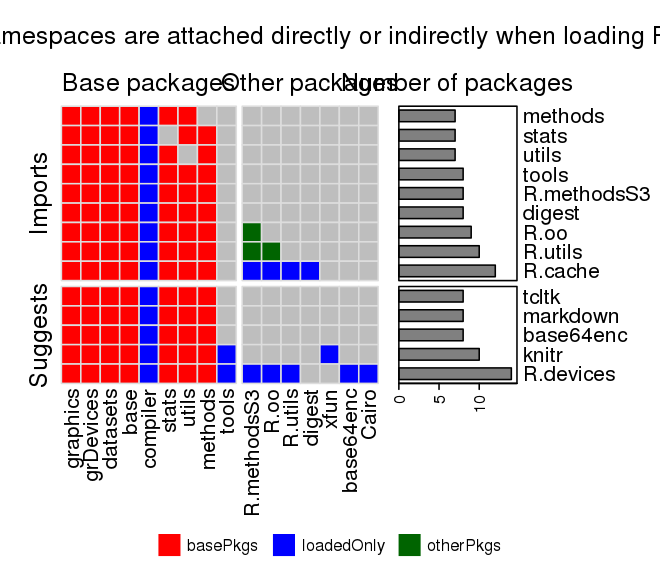 mespaces are attached directly or indirectly when loading
Base packages
Other packages
Number of packages
Imports
Suggests
methods
stats
utils
tools
R.methodsS3
digest
R.oo
R.utils
R.cache
tcltk
markdown
base64enc
knitr
R.devices
0
5
10
graphics
grDevices
datasets
base
compiler
stats
utils
methods
tools
R.methodsS3
R.oo
R.utils
digest
xfun
base64enc
Cairo
basePkgs
loadedOnly
otherPkgs